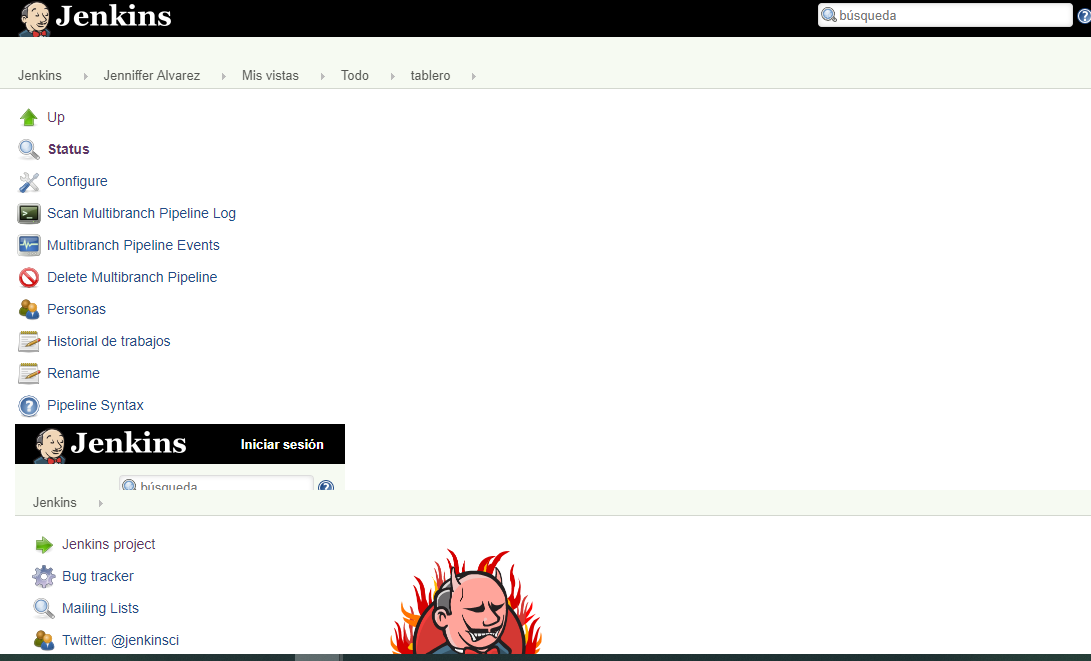 Jenkins
búsqueda
Jenkins Jenniffer Alvarez Mis vistas Todo tablero
Up
Status
Configure
Scan Multibranch Pipeline Log
Multibranch Pipeline Events
Delete Multibranch Pipeline
Personas
Historial de trabajos
Rename
Pipeline Syntax
Jenkins Iniciar sesión
búsqueda
Jenkins
Jenkins project
Bug tracker
Mailing Lists
Twitter: @jenkinsci